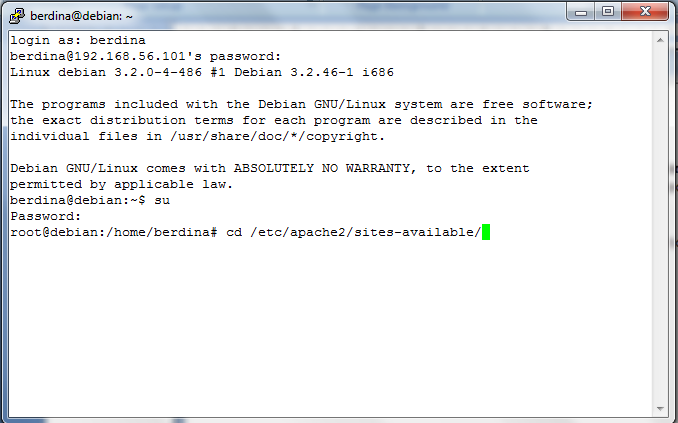 berdina@debian: ~
login as: berdina
berdina@192.168.56.101's password:
Linux debian 3.2.0-4-486 #1 Debian 3.2.46-1 i686
The programs included with the Debian GNU/Linux system are free software;
the exact distribution terms for each program are described in the
individual files in /usr/share/doc/*/copyright.
Debian GNU/Linux comes with ABSOLUTELY NO WARRANTY, to the extent
permitted by applicable law.
berdina@debian:~$ su
Password:
root@debian:/home/berdina# cd /etc/apache2/sites-available/